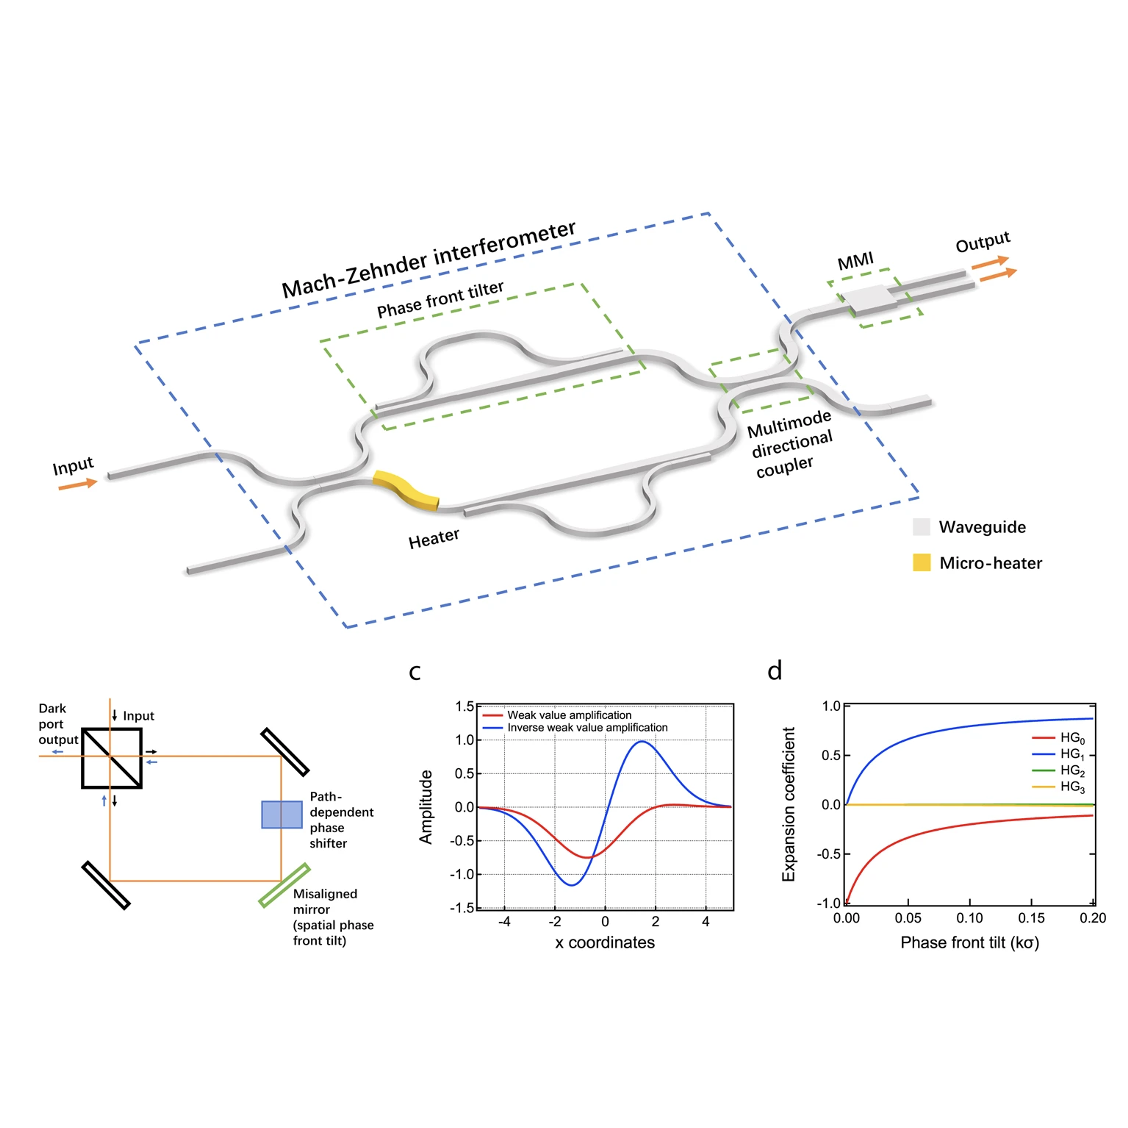 Mach-Zehnder interferometer
Phase front tilter
MMI
Output
Input
Multimode
directional
coupler
Heater
Waveguide
Micro-heater
Dark
port
output
Input
Path-
dependent
phase
shifter
Misaligned
mirror
(spatial phase
front tilt)
c
Weak value amplification
Inverse weak value amplification
1.5
1.0
0.5
0.0
-0.5
-1.0
-1.5
Amplitude
-4 -2 0 2 4
x coordinates
d
1.0
0.5
0.0
-0.5
-1.0
Expansion coefficient
HG0
HG1
HG2
HG3
0.00 0.05 0.10 0.15 0.20
Phase front tilt (kσ)